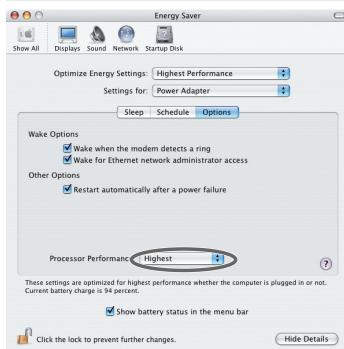 Energy Saver
Show All Displays Sound Network Startup Disk
Optimize Energy Settings: Highest Performance
Settings for: Power Adapter
Sleep Schedule Options
Wake Options
Wake when the modem detects a ring
Wake for Ethernet network administrator access
Other Options
Restart automatically after a power failure
Processor Performance: Highest
?
These settings are optimized for highest performance whether the computer is plugged in or not.
Current battery charge is 94 percent.
Show battery status in the menu bar
Click the lock to prevent further changes.
Hide Details